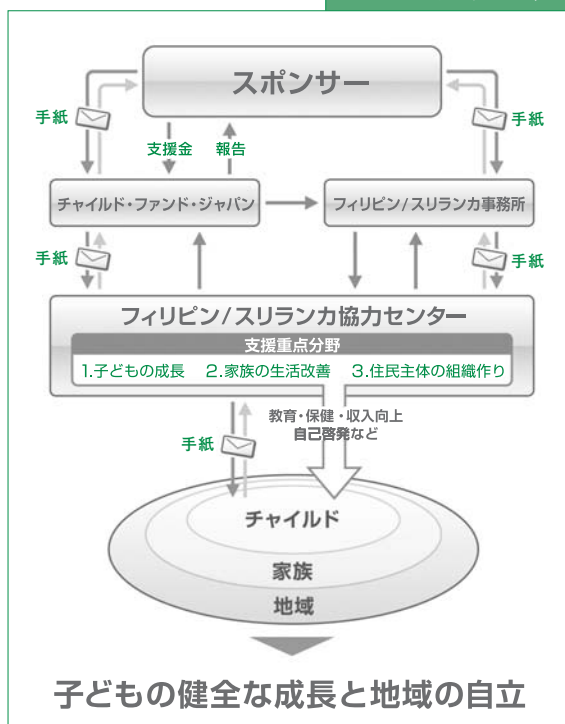 スポンサー
手紙
手紙
支援金
報告
チャイルド・ファンド・ジャパン
フィリピン/スリランカ事務所
手紙
手紙
フィリピン/スリランカ協力センター
支援重点分野
1.子どもの成長 2.家族の生活改善 3.住民主体の組織作り
教育・保健・収入向上
自己啓発など
手紙
チャイルド
家族
地域
子どもの健全な成長と地域の自立